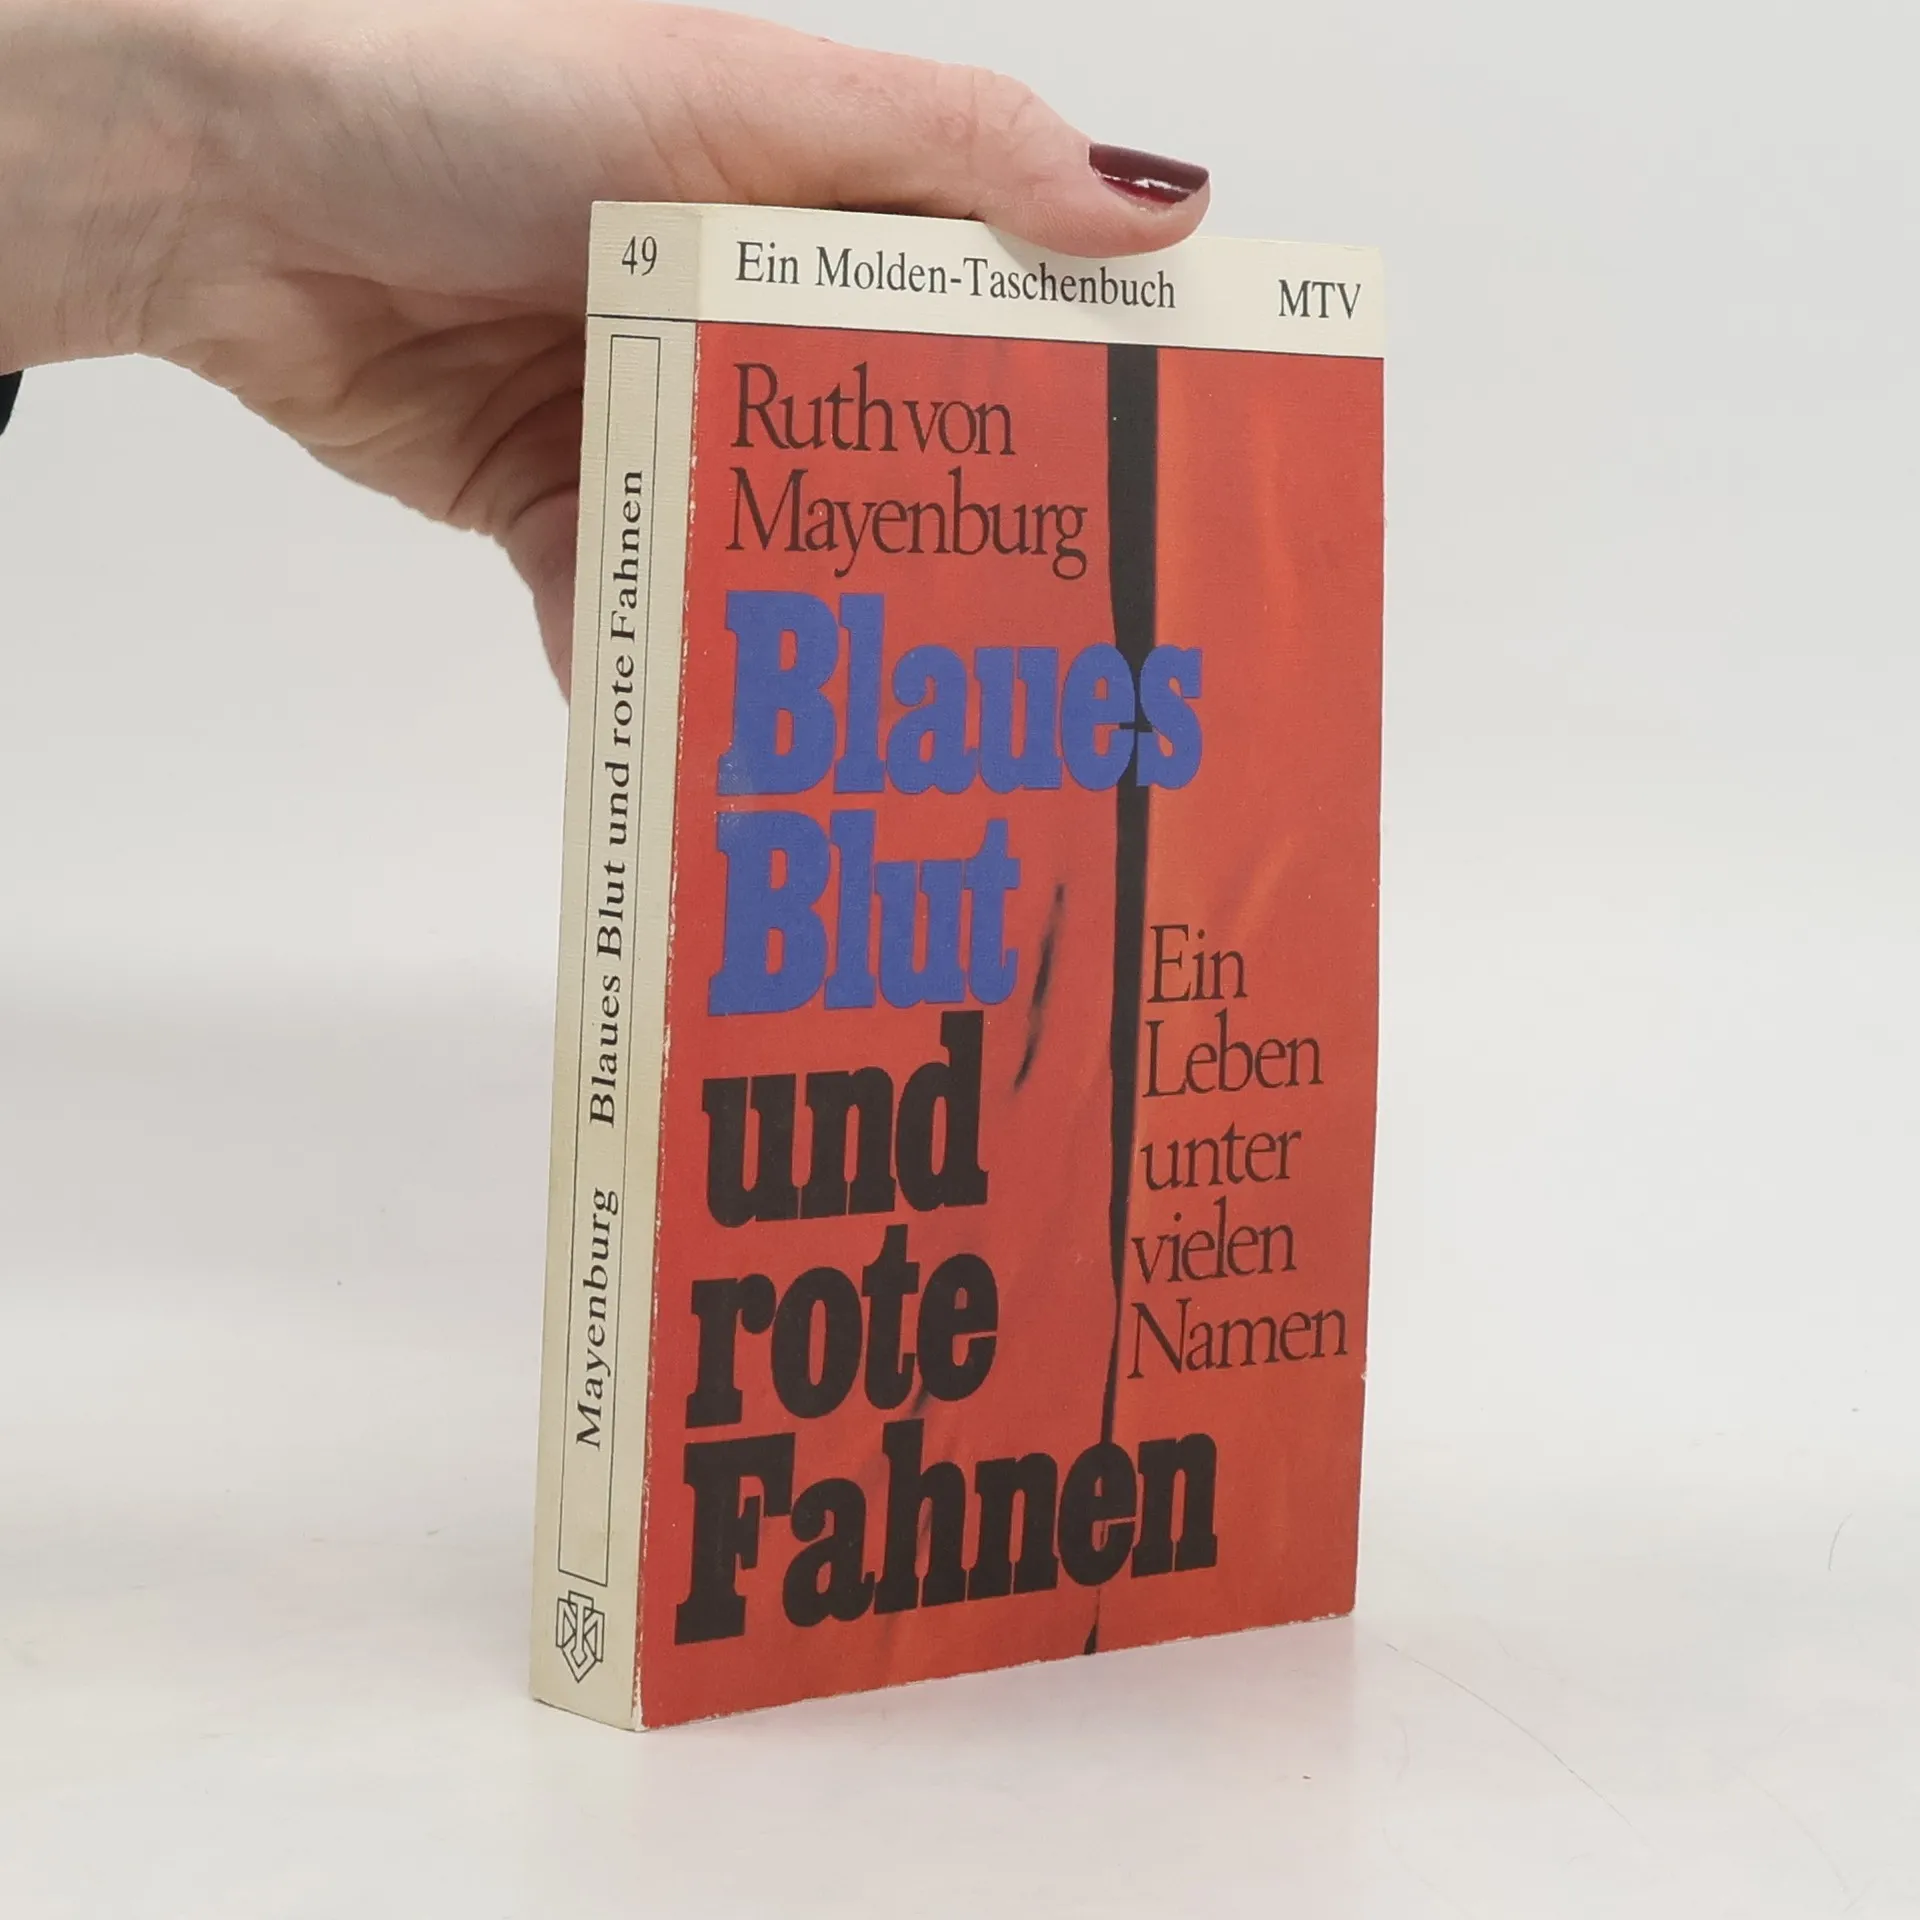 49
Ein Molden-Taschenbuch MTV
Mayenburg Blaues Blut und rote Fahnen
Ruth von
Mayenburg
Blaues
Blut
und
rote
Fahnen
Ein
Leben
unter
vielen
Namen